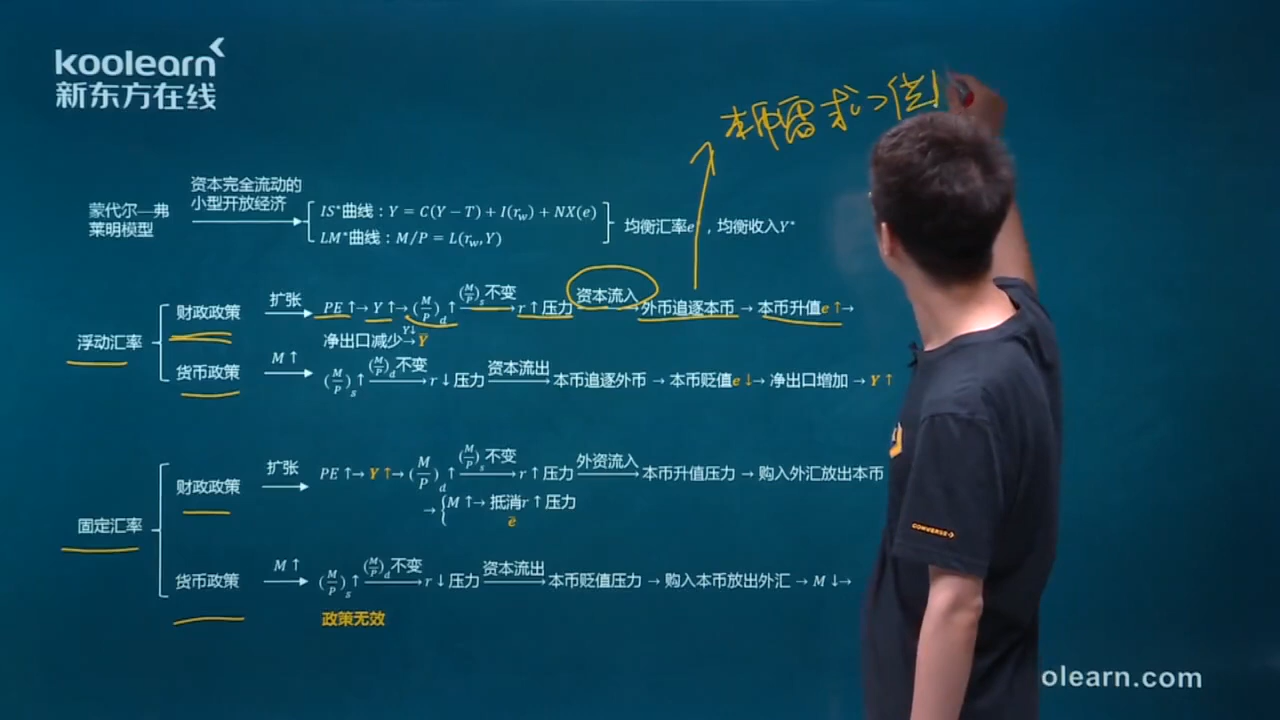 koolearn
新东方在线
本币需求>供
蒙代尔—弗
莱明模型
资本完全流动的
小型开放经济
IS*曲线:Y = C(Y − T) + I(r_w) + NX(e)
LM*曲线:M/P = L(r_w, Y)
均衡汇率e*,均衡收入Y*
浮动汇率
财政政策 扩张 PE↑→ Y↑→ (M/P)_d↑ (M/P)_s不变 r↑压力 资本流入 外币追逐本币 → 本币升值e↑→
净出口减少 Y↓→ Ȳ
货币政策 M↑ (M/P)_s↑ (M/P)_d不变 r↓压力 资本流出 本币追逐外币 → 本币贬值e↓→ 净出口增加 → Y↑
固定汇率
财政政策 扩张 PE↑→ Y↑→ (M/P)_d↑ (M/P)_s不变 r↑压力 外资流入 本币升值压力 → 购入外汇放出本币
→ { M↑→ 抵消r↑压力
ē
货币政策 M↑ (M/P)_s↑ (M/P)_d不变 r↓压力 资本流出 本币贬值压力 → 购入本币放出外汇 → M↓→
政策无效
CONVERSE
olearn.com